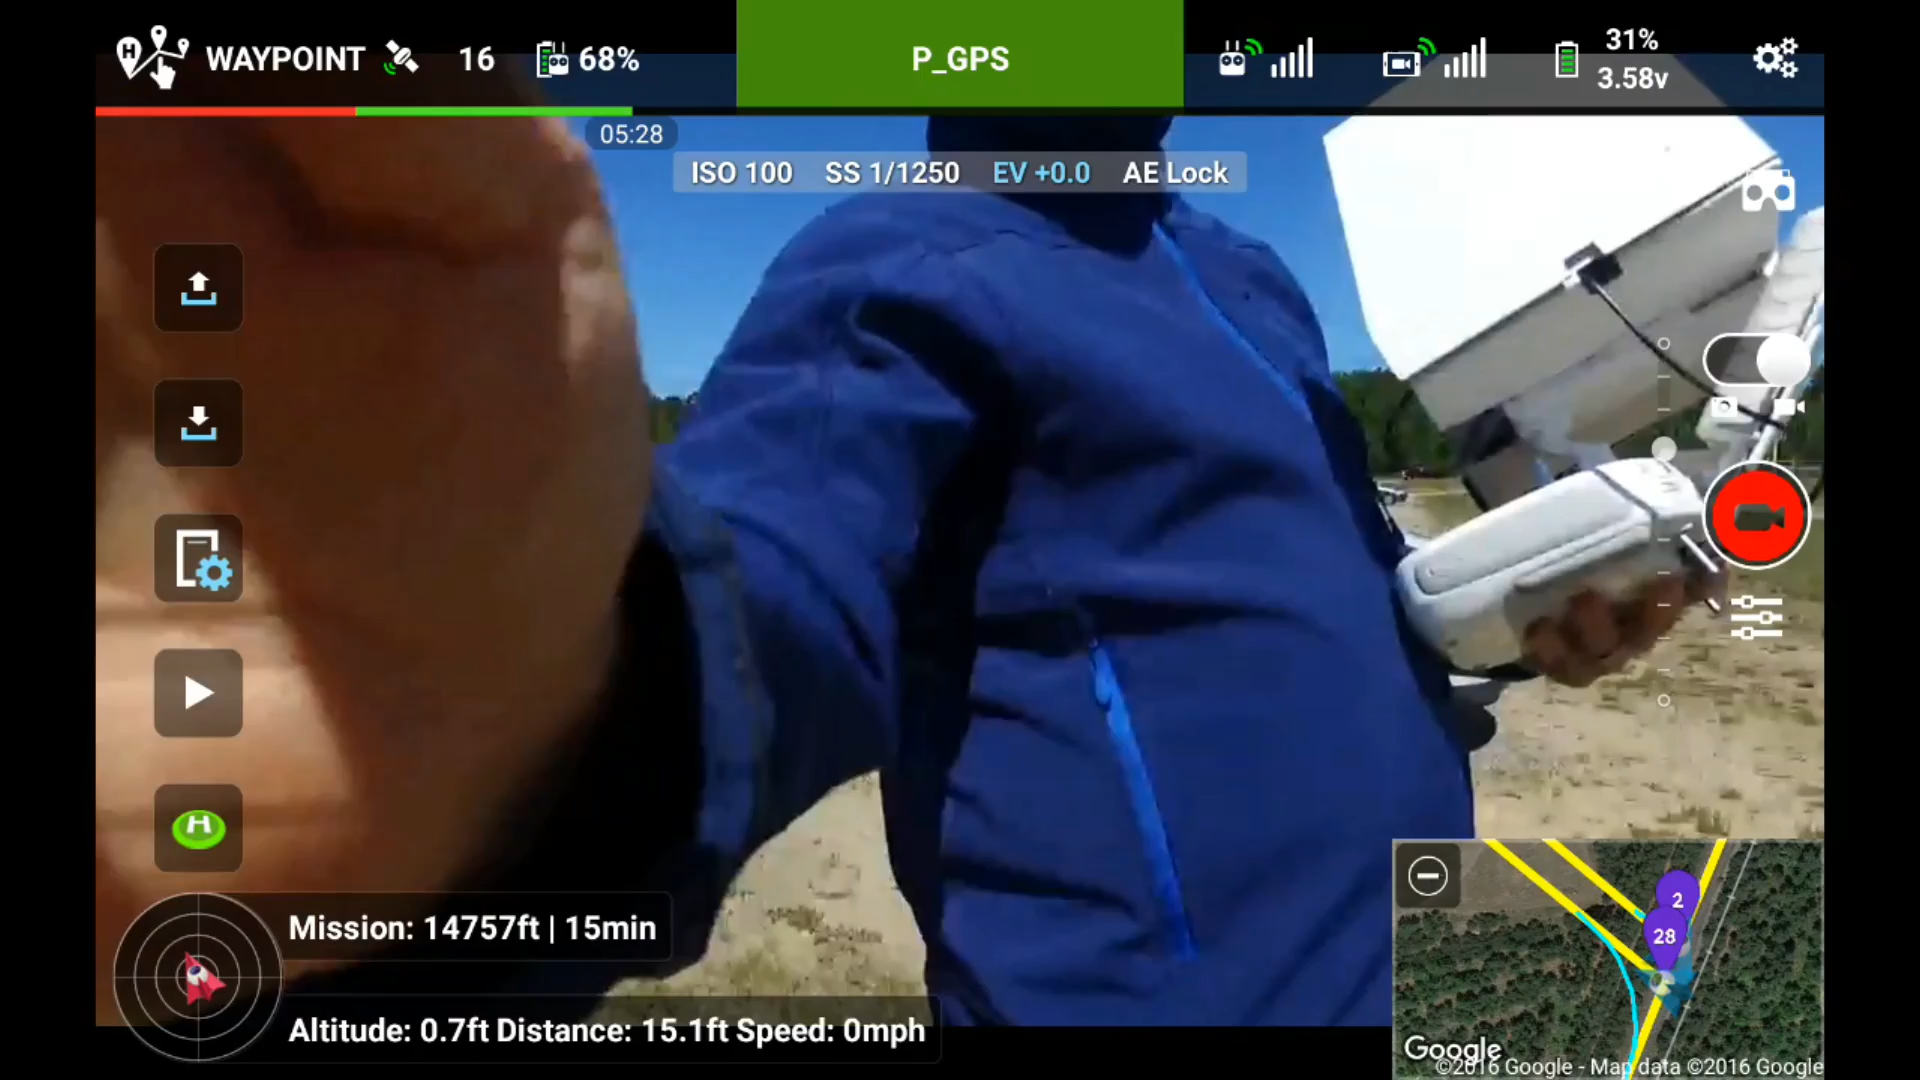 WAYPOINT 16 68% P_GPS 31%
3.58v
05:28
ISO 100 SS 1/1250 EV +0.0 AE Lock
H
Mission: 14757ft | 15min
Altitude: 0.7ft Distance: 15.1ft Speed: 0mph
2
28
Google
©2016 Google - Map data ©2016 Google